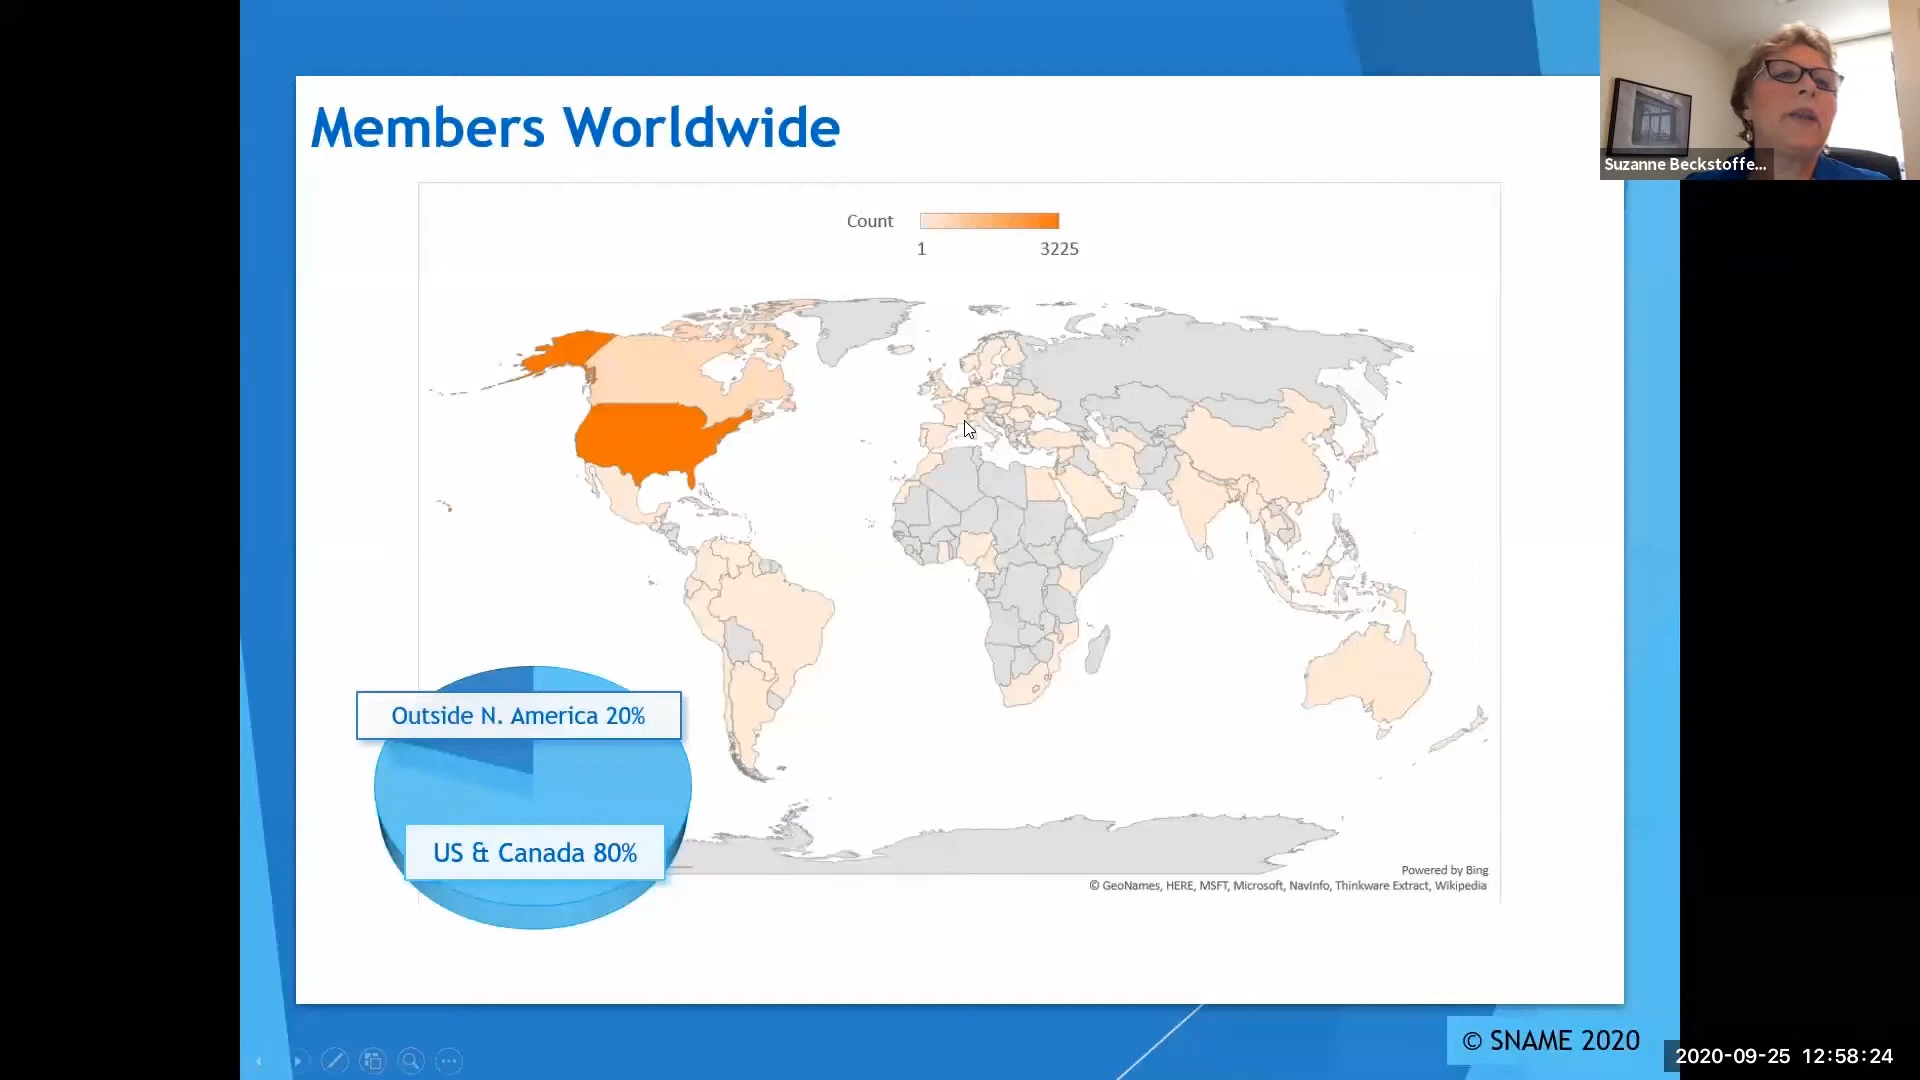 Members Worldwide
Suzanne Beckstoffe...
Count
1
3225
Outside N. America 20%
US & Canada 80%
Powered by Bing
© GeoNames, HERE, MSFT, Microsoft, NavInfo, Thinkware Extract, Wikipedia
© SNAME 2020
2020-09-25 12:58:24